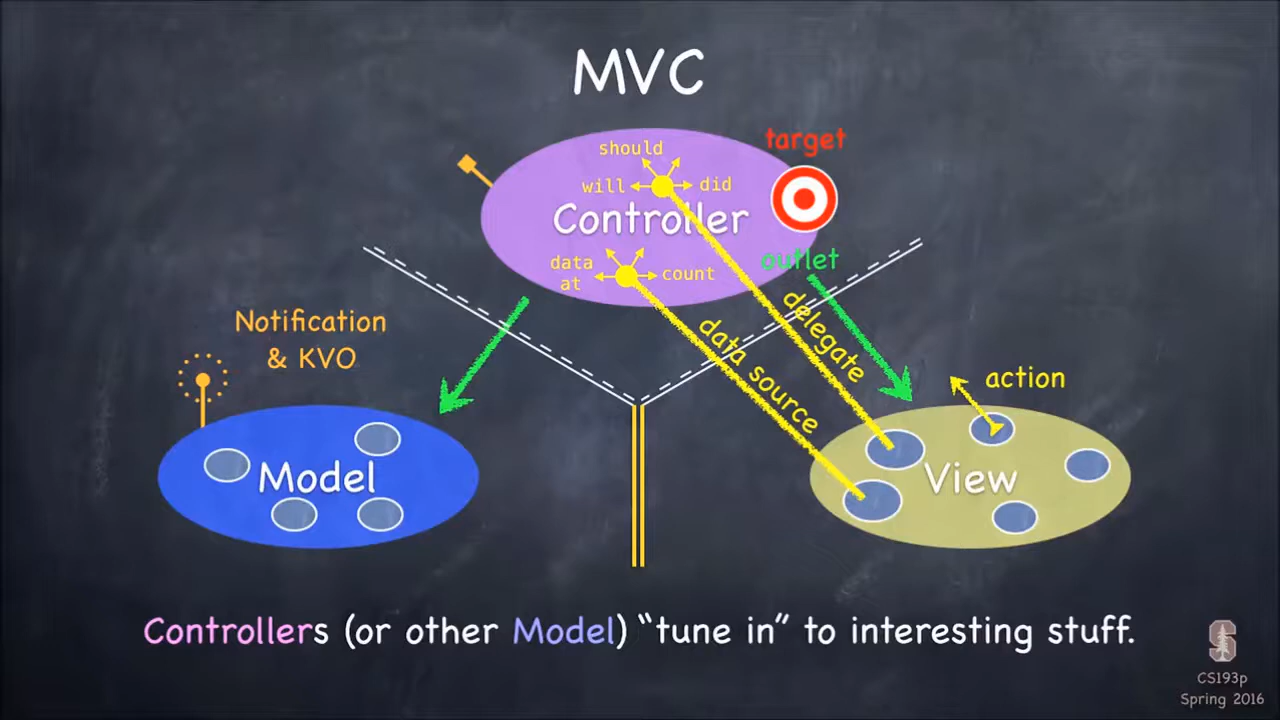 MVC
target
should
will
did
Controller
data
at
count
outlet
delegate
data source
Notification
& KVO
action
Model
View
Controllers (or other Model) “tune in” to interesting stuff.
S
CS193p
Spring 2016